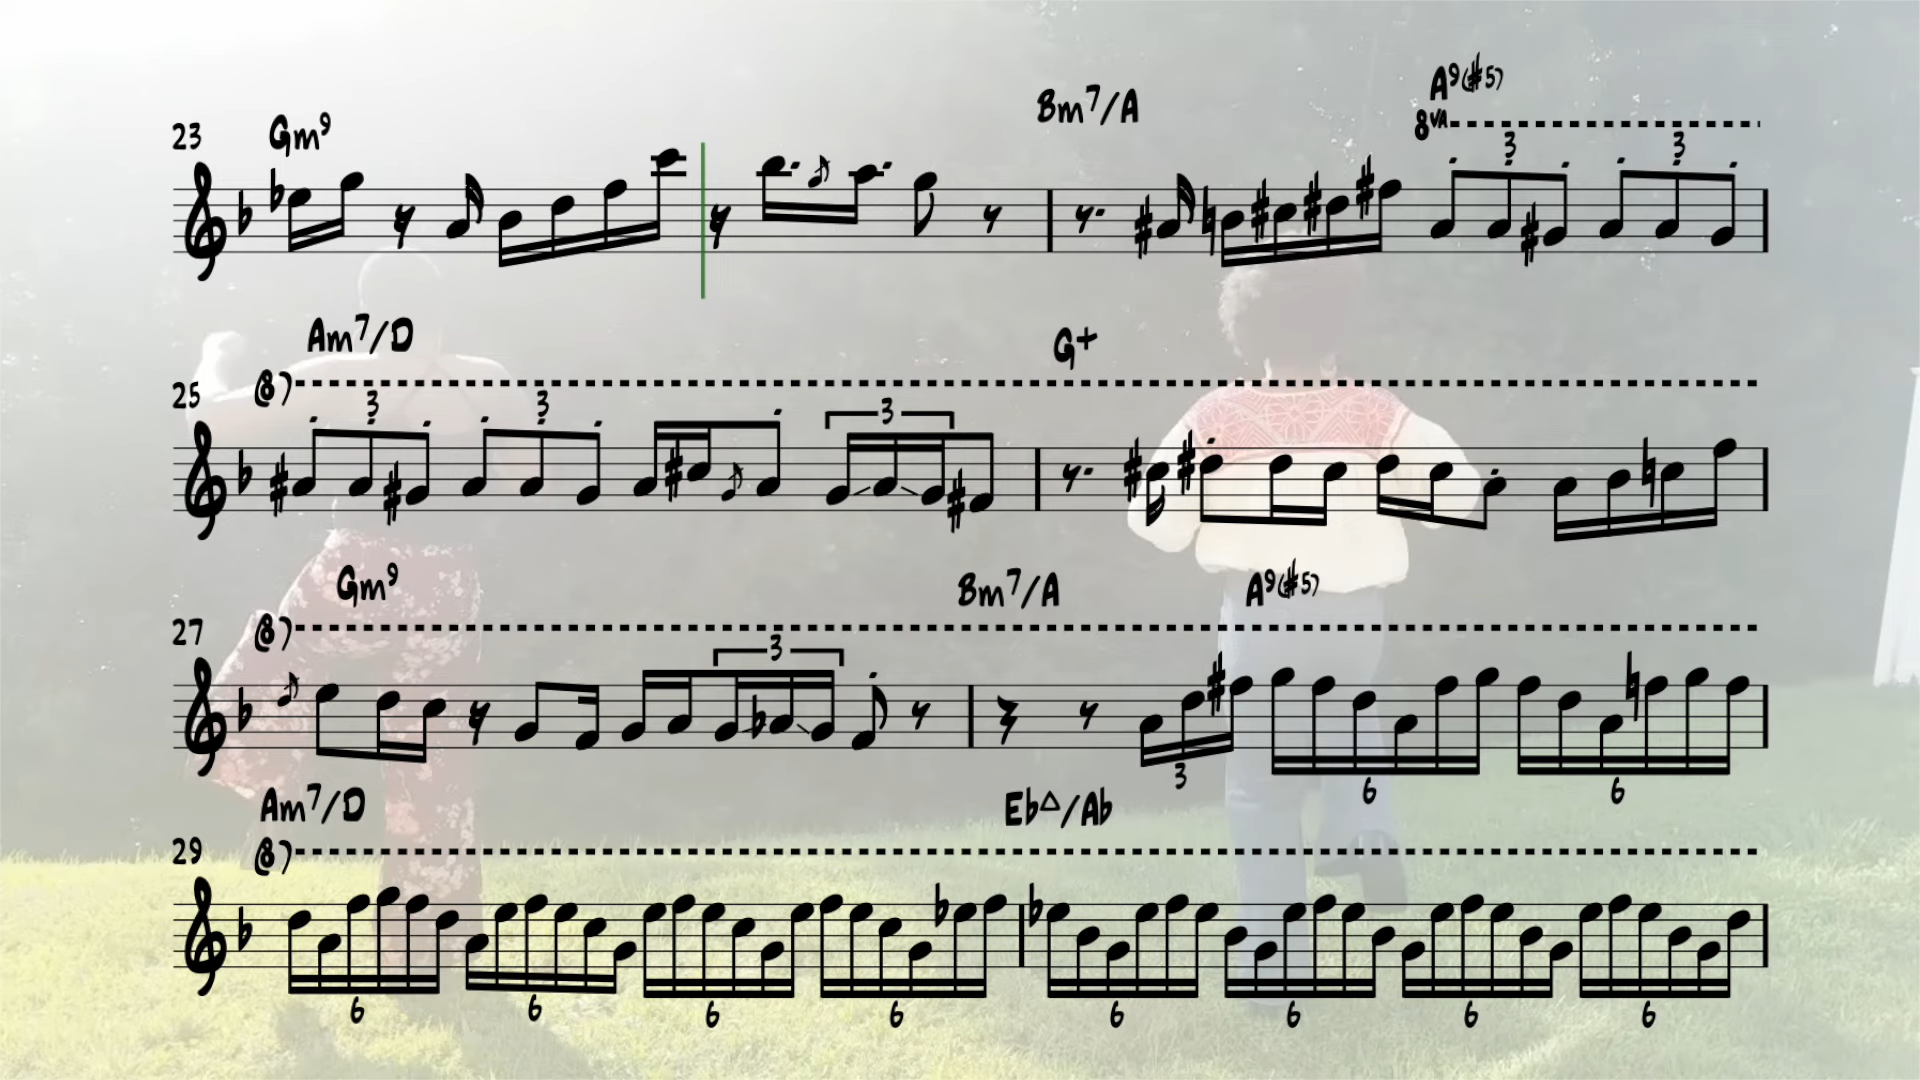 Bm7/A A9(#5)
23 Gm9 8va
3 3
Am7/D G+
25 (8)
3 3 3
Gm9 Bm7/A A9(#5)
27 (8)
3
3 6 6
Am7/D Eb△/Ab
29 (8)
6 6 6 6 6 6 6 6